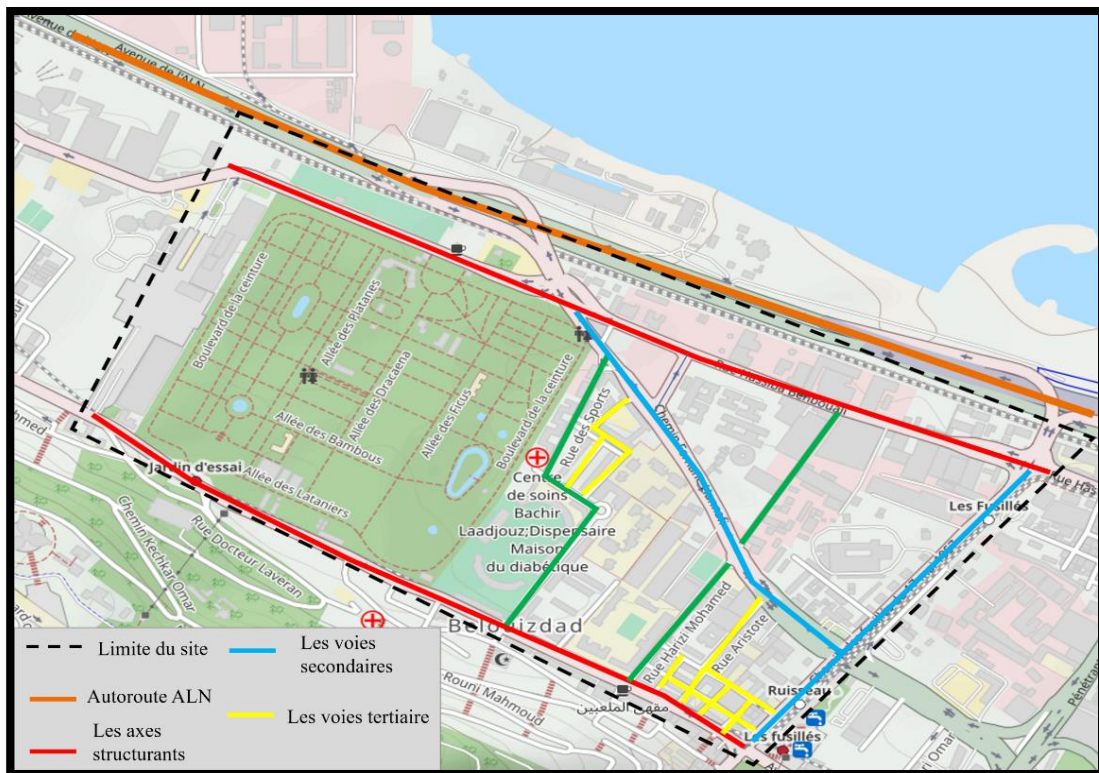 Avenue de l'ALN
Boulevard de la ceinture
Allée des Platanes
Allée des Dracaena
Allée des Ficus
Boulevard de la ceinture
Allée des Bambous
Allée des Lataniers
Jardin d'essai
Rue des Sports
Rue Hassiba Benbouali
Rue Has
Les Fusillés
Centre
de soins
Bachir
Laadjouz;Dispensaire
Maison
du diabétique
Chemin Kechkar Omar
Rue Docteur Laveran
Belouizdad
Rue Harizi Mohamed
Rue Aristote
Rouni Mahmoud
مقهى الملعبين
Ruisseau
Les fusillés
Pénétra
Limite du site
Autoroute ALN
Les axes
structurants
Les voies
secondaires
Les voies tertiaire